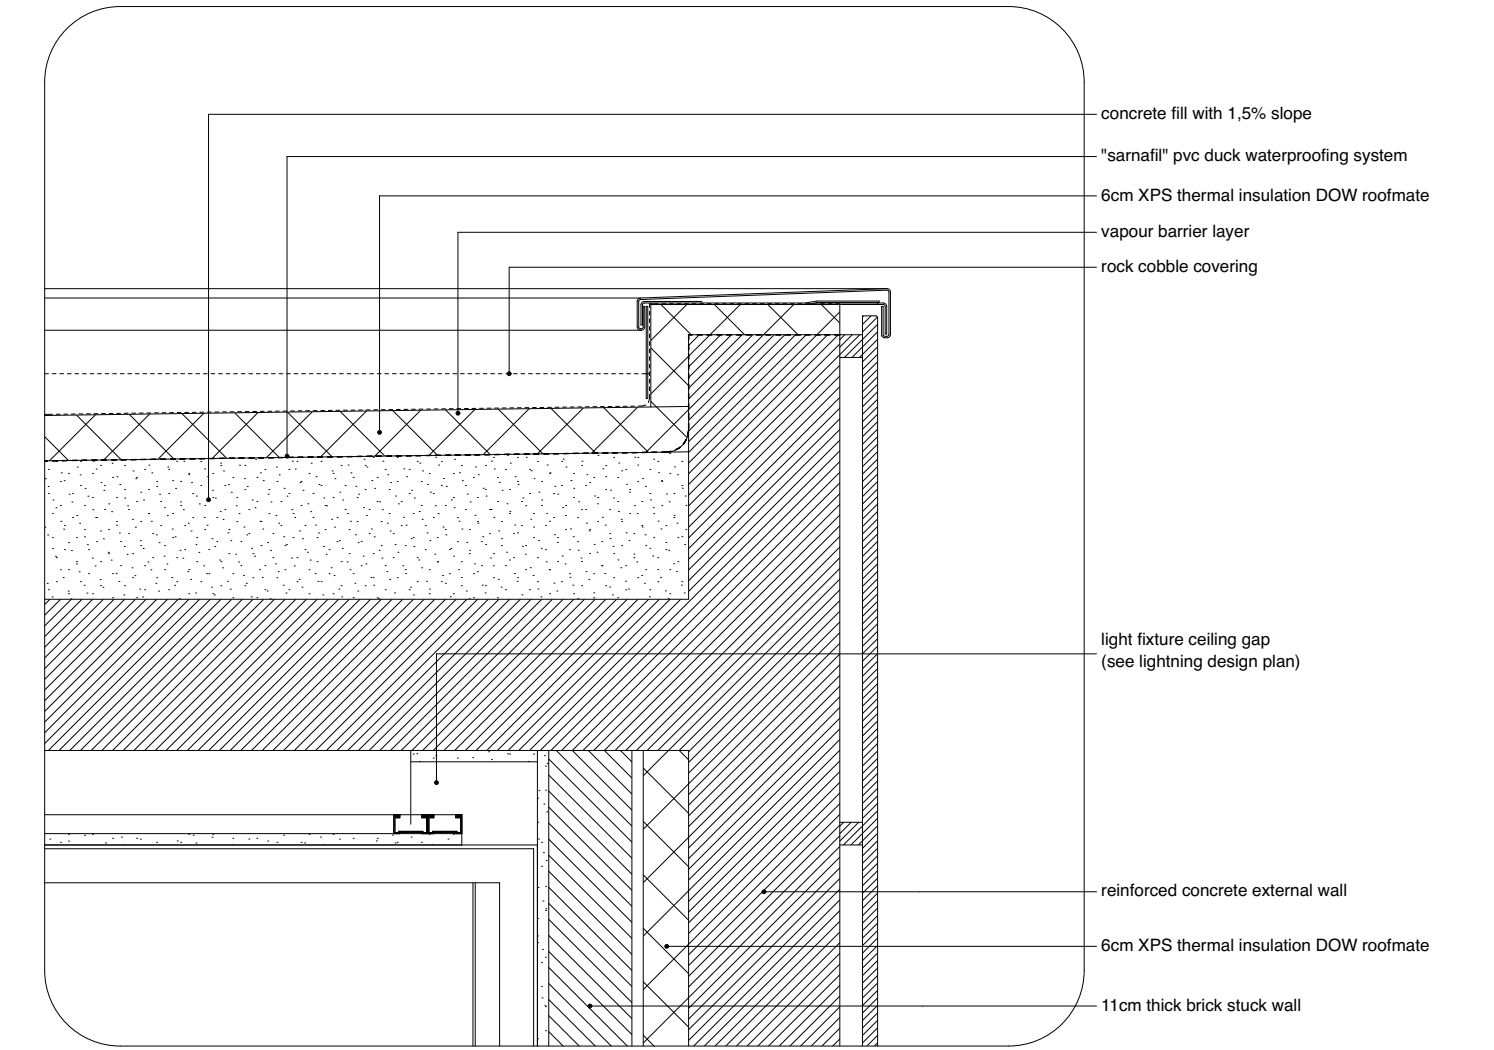 concrete fill with 1,5% slope
"sarnafil" pvc duck waterproofing system
6cm XPS thermal insulation DOW roofmate
vapour barrier layer
rock cobble covering
light fixture ceiling gap
(see lightning design plan)
reinforced concrete external wall
6cm XPS thermal insulation DOW roofmate
11cm thick brick stuck wall